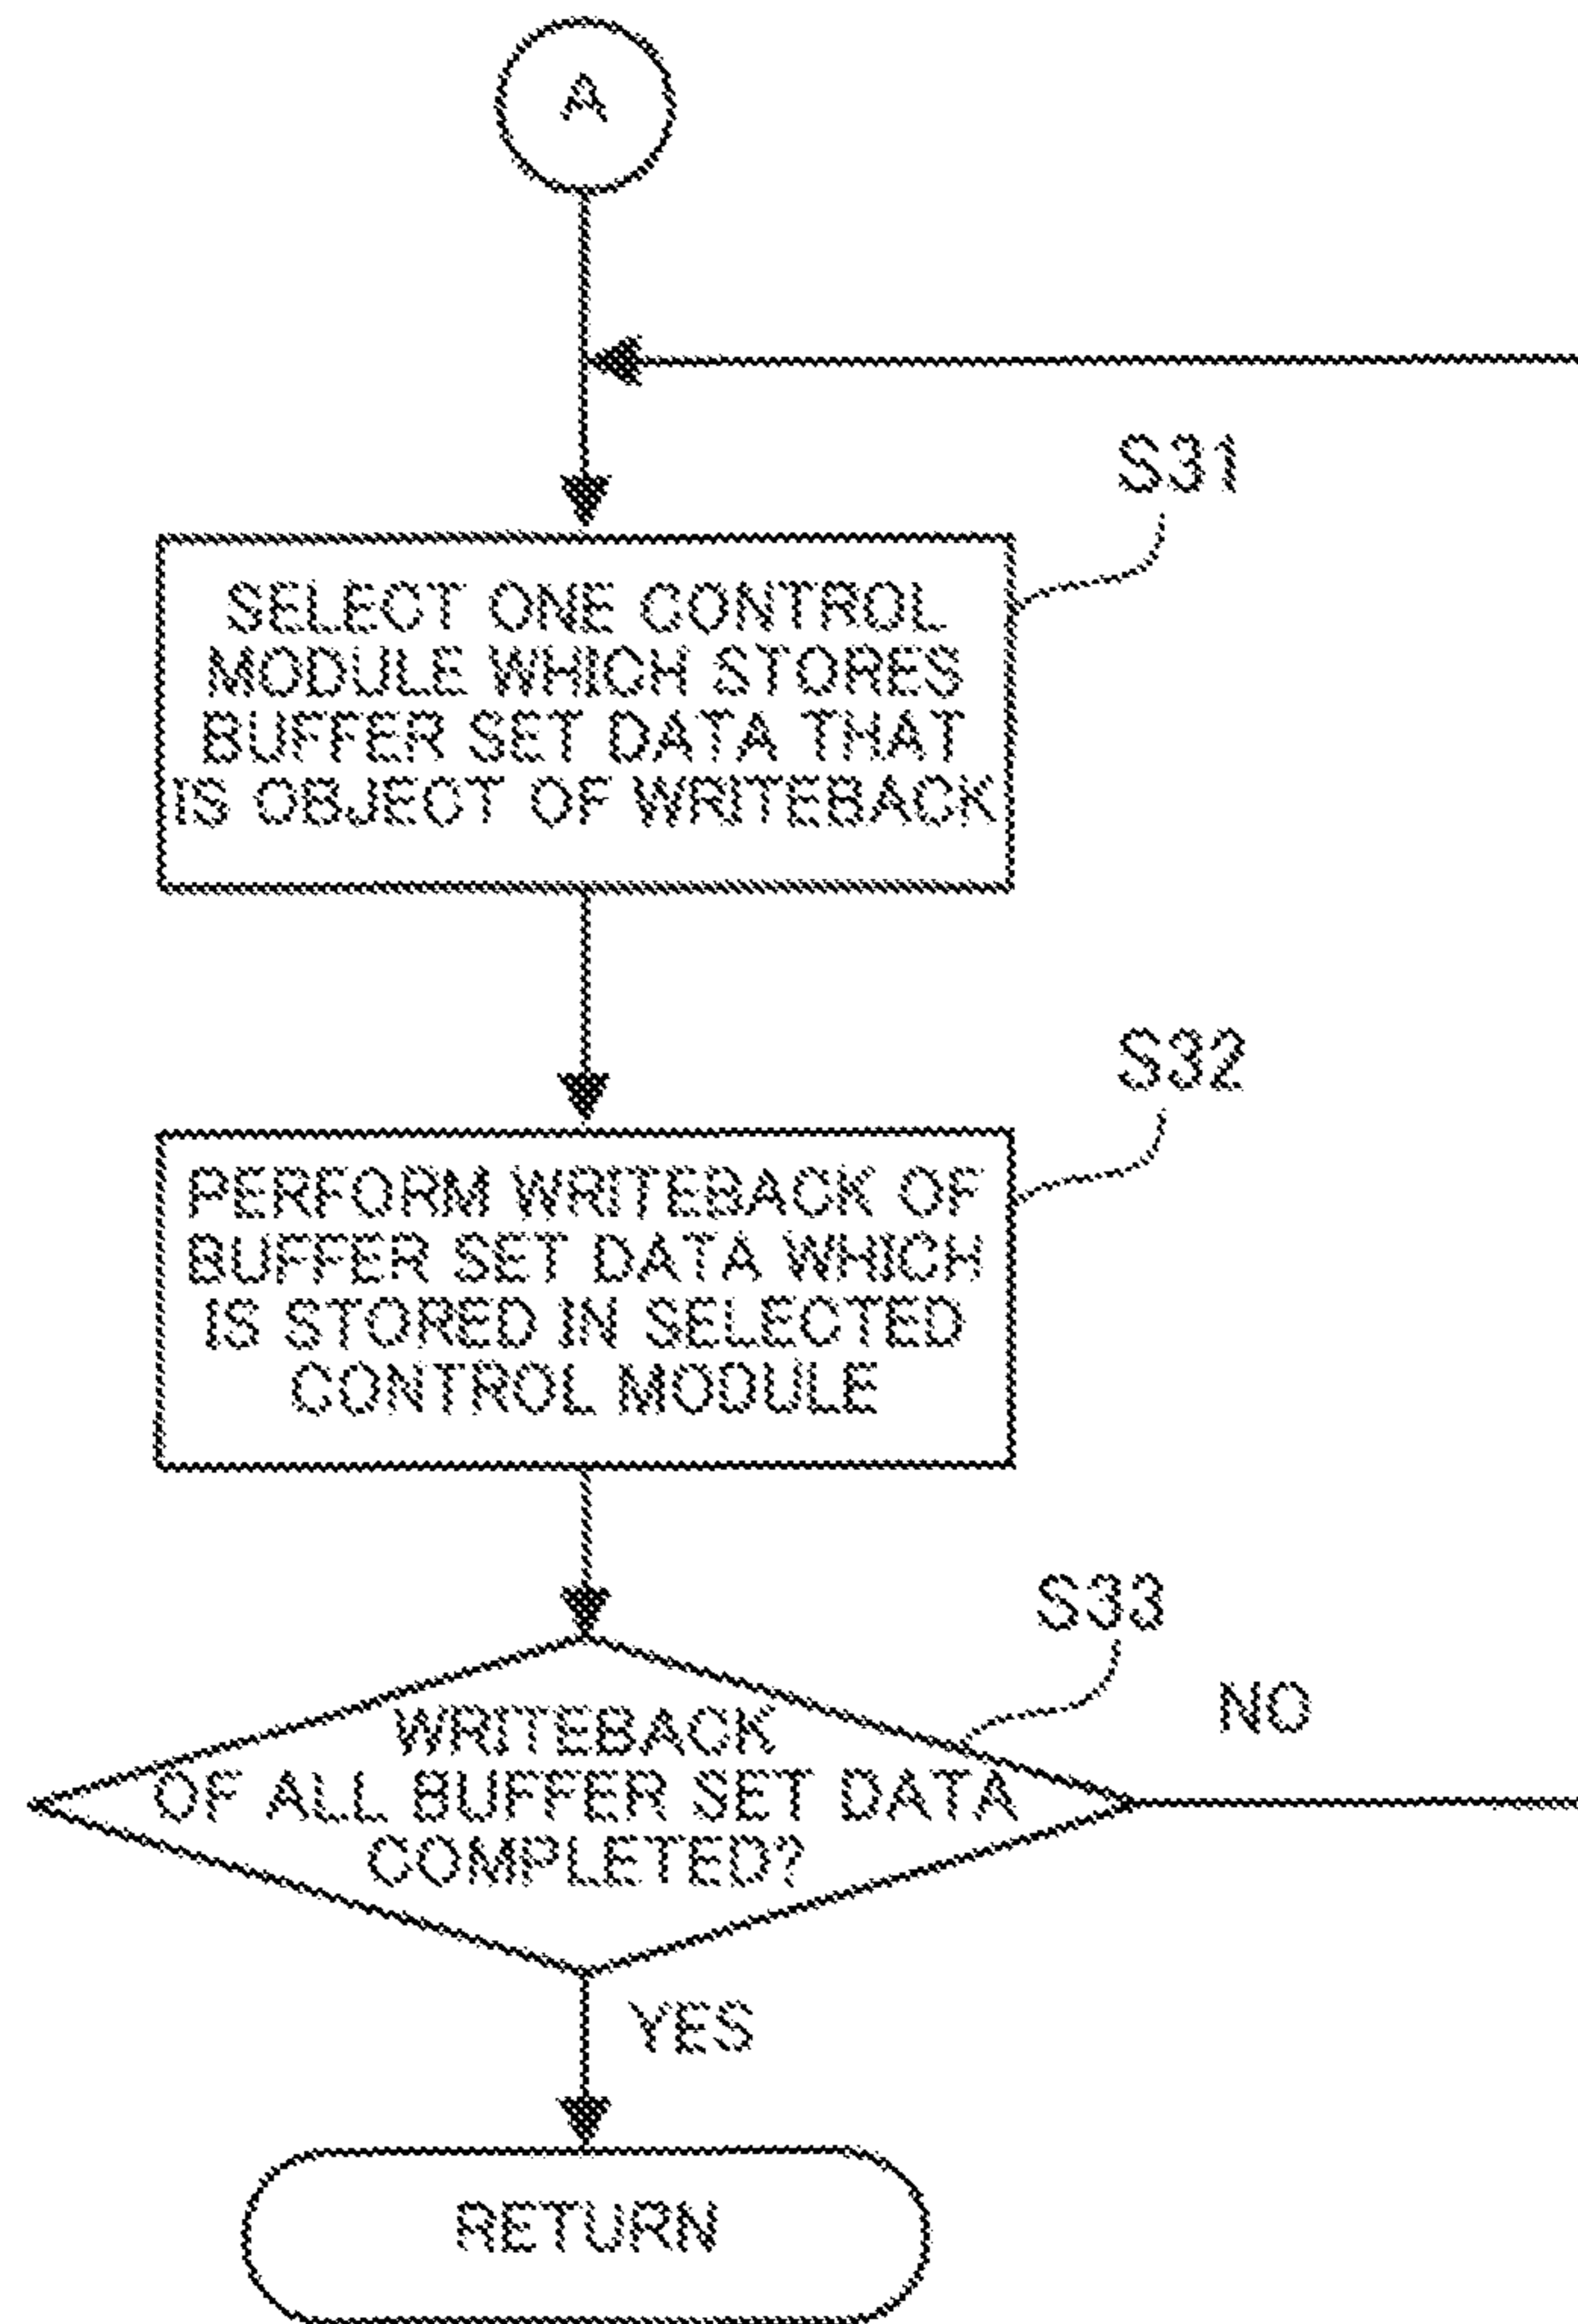 A
S31
SELECT ONE CONTROL
MODULE WHICH STORES
BUFFER SET DATA THAT
IS OBJECT OF WRITEBACK
S32
PERFORM WRITEBACK OF
BUFFER SET DATA WHICH
IS STORED IN SELECTED
CONTROL MODULE
S33
WRITEBACK
OF ALL BUFFER SET DATA
COMPLETED?
NO
YES
RETURN